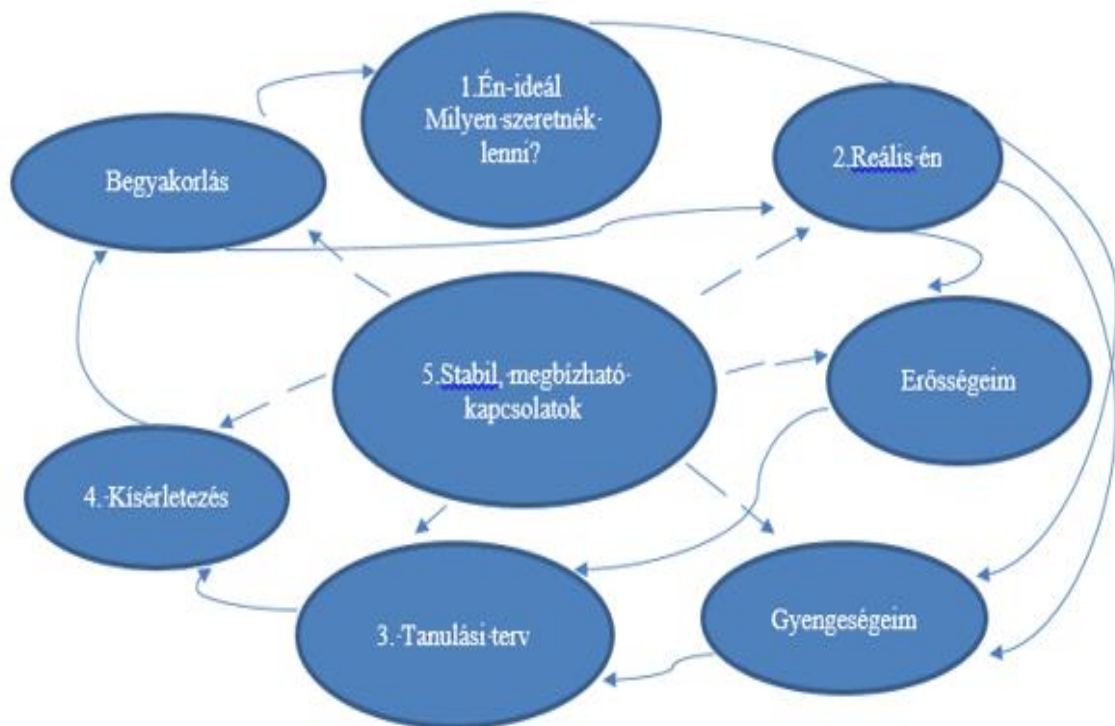 1.Én-ideál
Milyen szeretnék
lenni?
2.Reális én
Begyakorlás
5.Stabil, megbízható
kapcsolatok
Erősségeim
4. Kísérletezés
3. Tanulási terv
Gyengeségeim